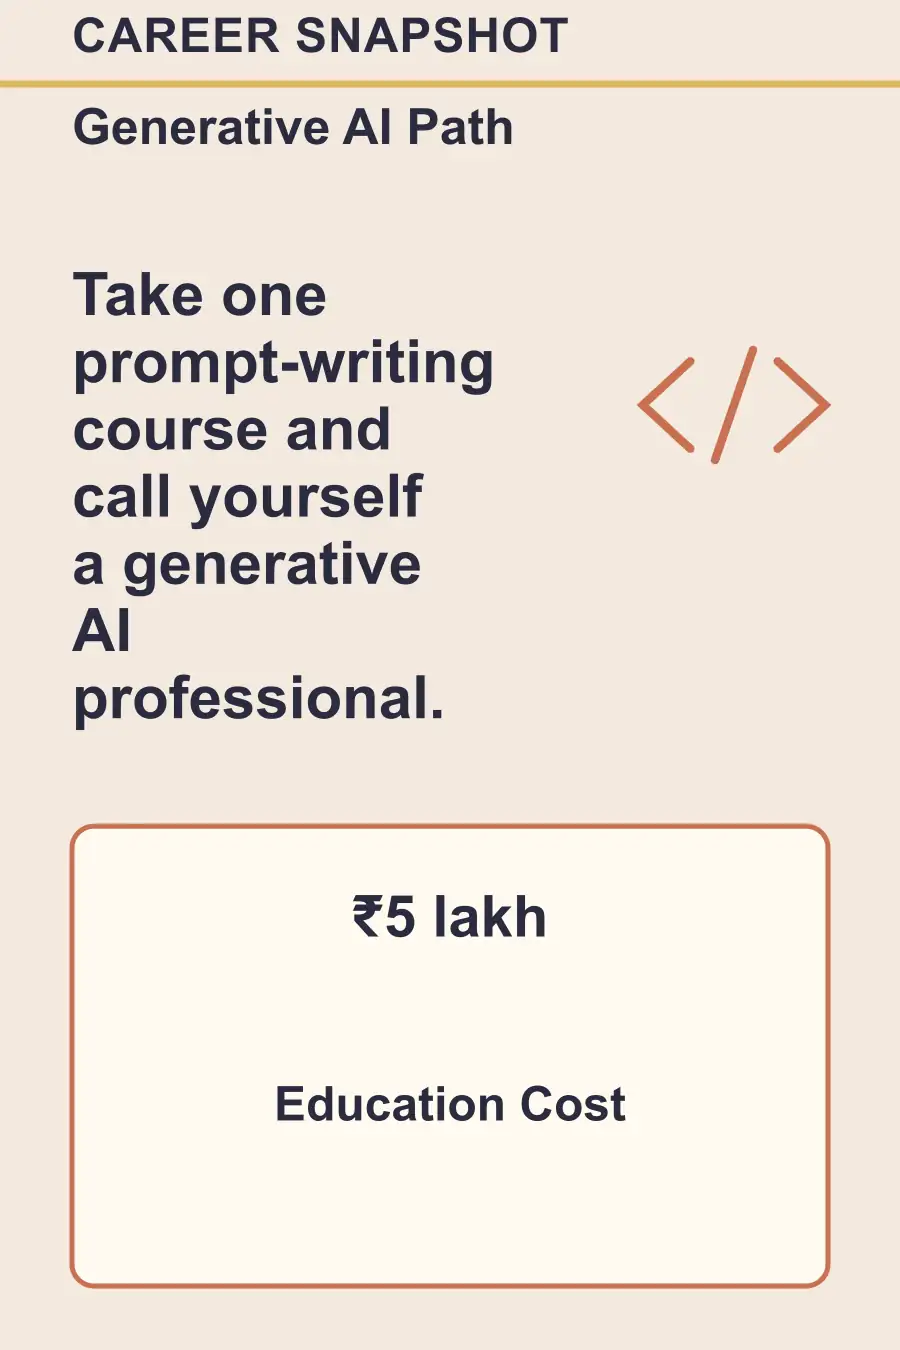 CAREER SNAPSHOT
Generative AI Path
Take one
prompt-writing
course and
call yourself
a generative
AI
professional.
₹5 lakh
Education Cost